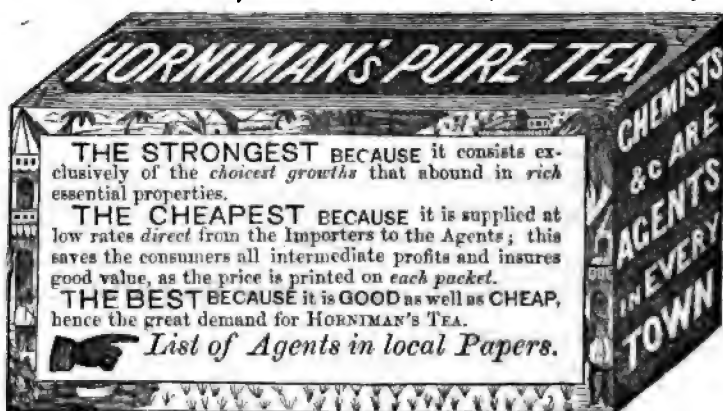 HORNIMAN's PURE TEA
THE STRONGEST BECAUSE it consists ex-
clusively of the choicest growths that abound in rich
essential properties.
THE CHEAPEST BECAUSE it is supplied at
low rates direct from the Importers to the Agents; this
saves the consumers all intermediate profits and insures
good value, as the price is printed on each packet.
THE BEST BECAUSE it is GOOD as well as CHEAP,
hence the great demand for HORNIMAN'S TEA.
List of Agents in local Papers.
CHEMISTS
&c ARE
AGENTS
IN EVERY
TOWN